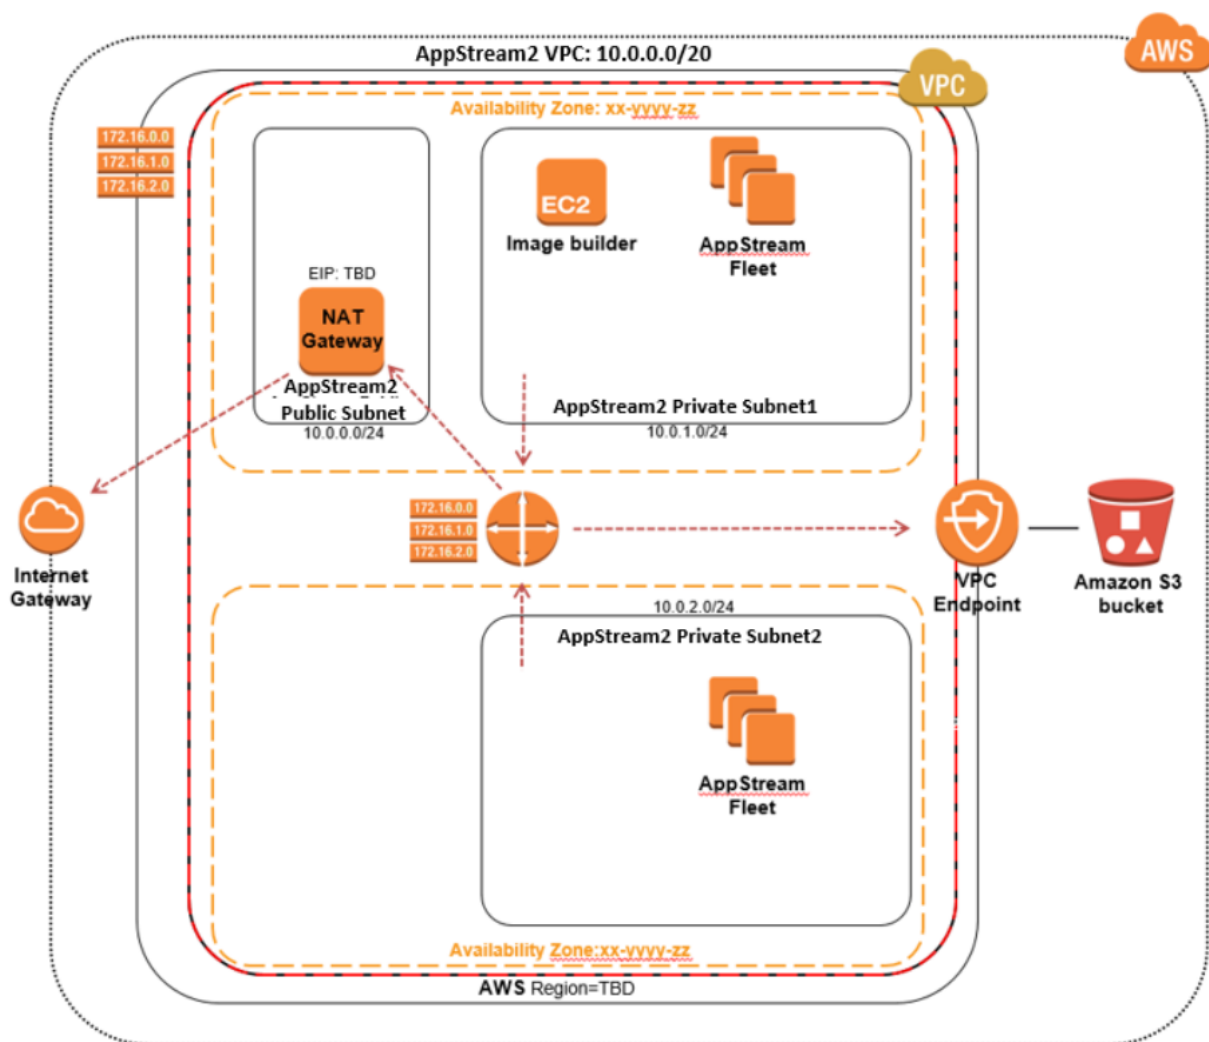 AppStream2 VPC: 10.0.0.0/20
AWS
VPC
Availability Zone: xx-yyyy-zz
172.16.0.0
172.16.1.0
172.16.2.0
EC2
Image builder
AppStream
Fleet
EIP: TBD
NAT
Gateway
AppStream2
Public Subnet
10.0.0.0/24
AppStream2 Private Subnet1
10.0.1.0/24
172.16.0.0
172.16.1.0
172.16.2.0
Internet
Gateway
VPC
Endpoint
Amazon S3
bucket
10.0.2.0/24
AppStream2 Private Subnet2
AppStream
Fleet
Availability Zone:xx-yyyy-zz
AWS Region=TBD